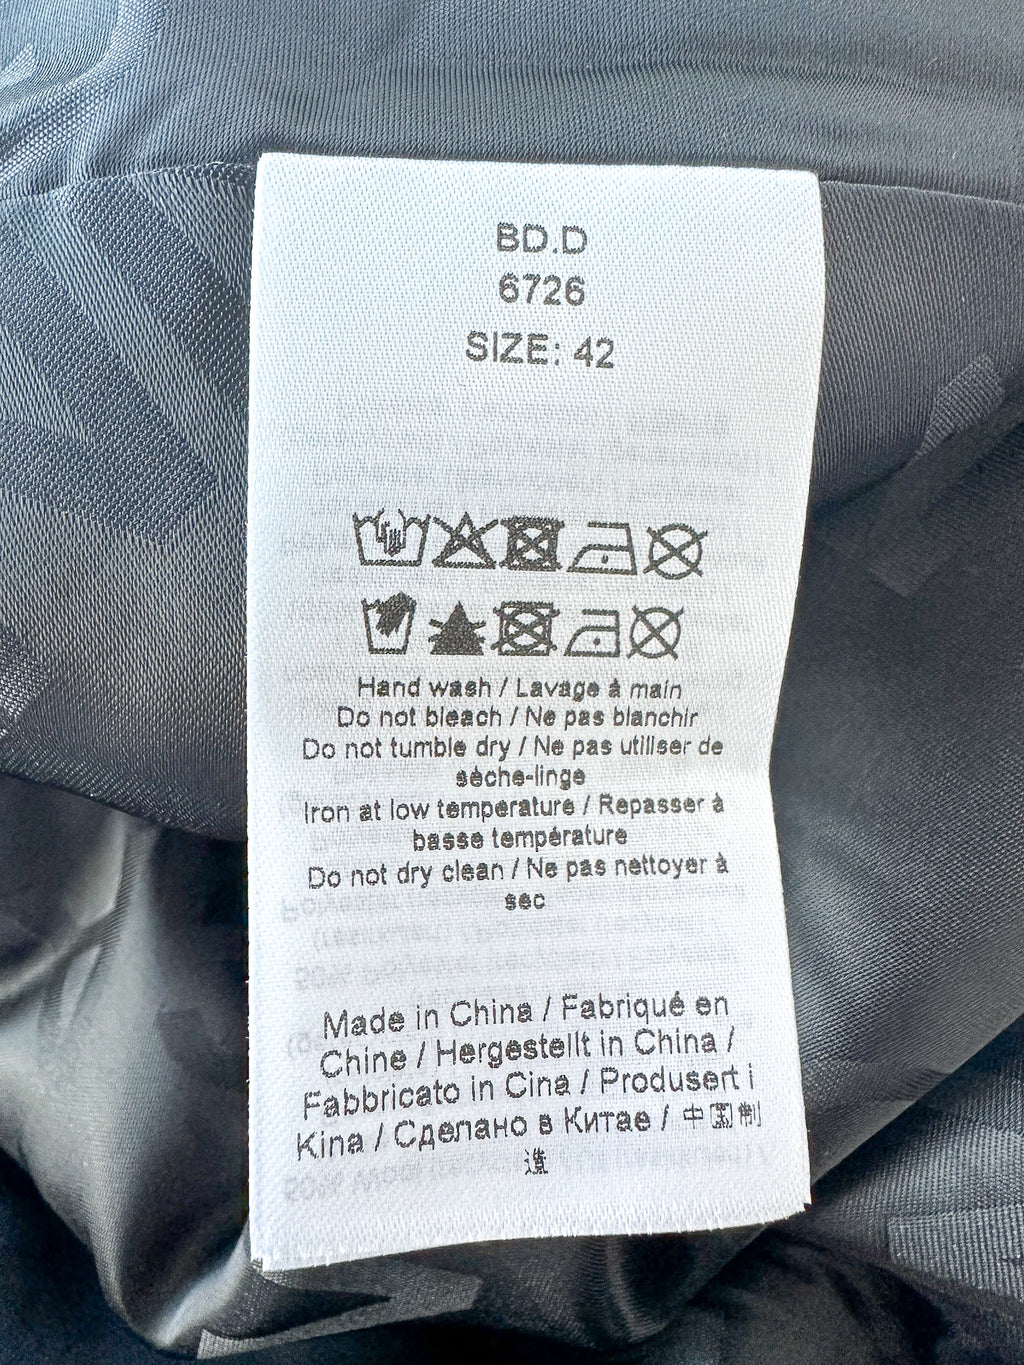 BD.D
6726
SIZE: 42
Hand wash / Lavage à main
Do not bleach / Ne pas blanchir
Do not tumble dry / Ne pas utiliser de
sèche-linge
Iron at low temperature / Repasser à
basse température
Do not dry clean / Ne pas nettoyer à
sec
Made in China / Fabriqué en
Chine / Hergestellt in China /
Fabbricato in Cina / Produsert i
Kina / Сделано в Китае / 中国制
造